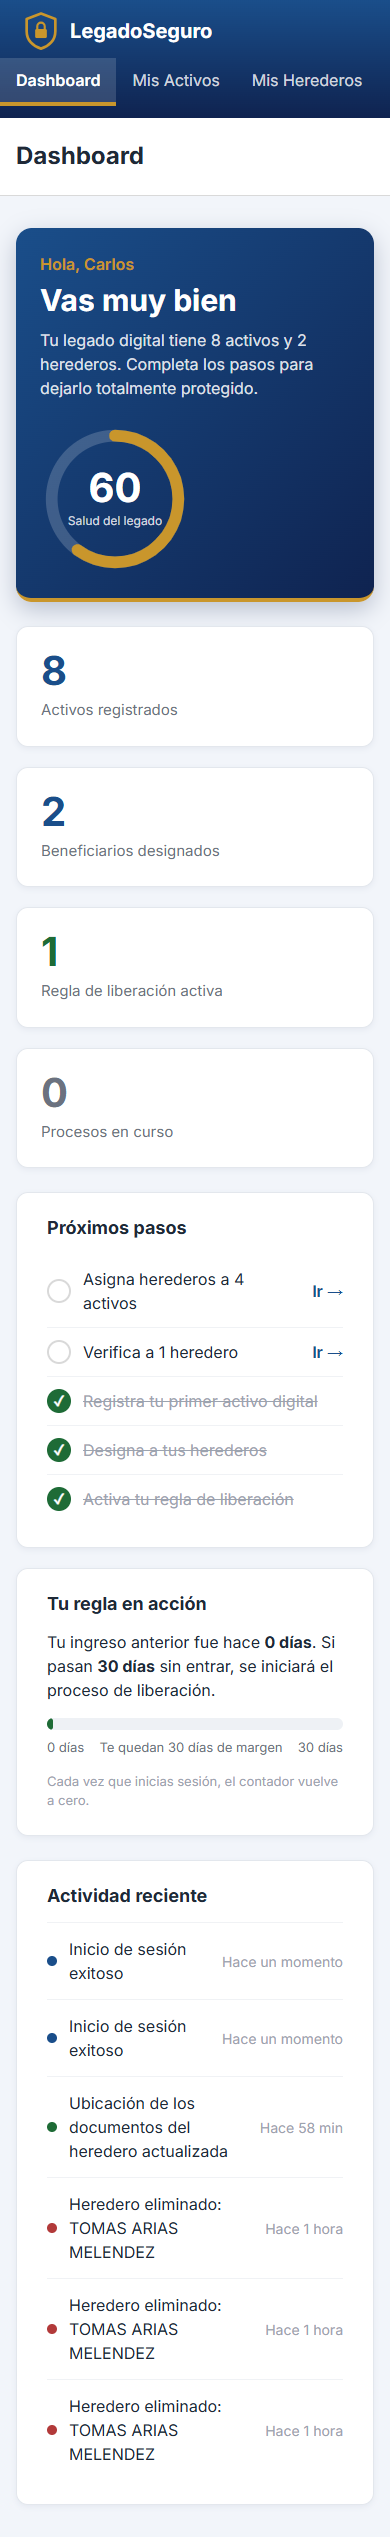 LegadoSeguro
Dashboard Mis Activos Mis Herederos
Dashboard
Hola, Carlos
Vas muy bien
Tu legado digital tiene 8 activos y 2
herederos. Completa los pasos para
dejarlo totalmente protegido.
60
Salud del legado
8
Activos registrados
2
Beneficiarios designados
1
Regla de liberación activa
0
Procesos en curso
Próximos pasos
Asigna herederos a 4
activos
Ir →
Verifica a 1 heredero Ir →
Registra tu primer activo digital
Designa a tus herederos
Activa tu regla de liberación
Tu regla en acción
Tu ingreso anterior fue hace 0 días. Si
pasan 30 días sin entrar, se iniciará el
proceso de liberación.
0 días Te quedan 30 días de margen 30 días
Cada vez que inicias sesión, el contador vuelve
a cero.
Actividad reciente
Inicio de sesión
exitoso
Hace un momento
Inicio de sesión
exitoso
Hace un momento
Ubicación de los
documentos del
heredero actualizada
Hace 58 min
Heredero eliminado:
TOMAS ARIAS
MELENDEZ
Hace 1 hora
Heredero eliminado:
TOMAS ARIAS
MELENDEZ
Hace 1 hora
Heredero eliminado:
TOMAS ARIAS
MELENDEZ
Hace 1 hora